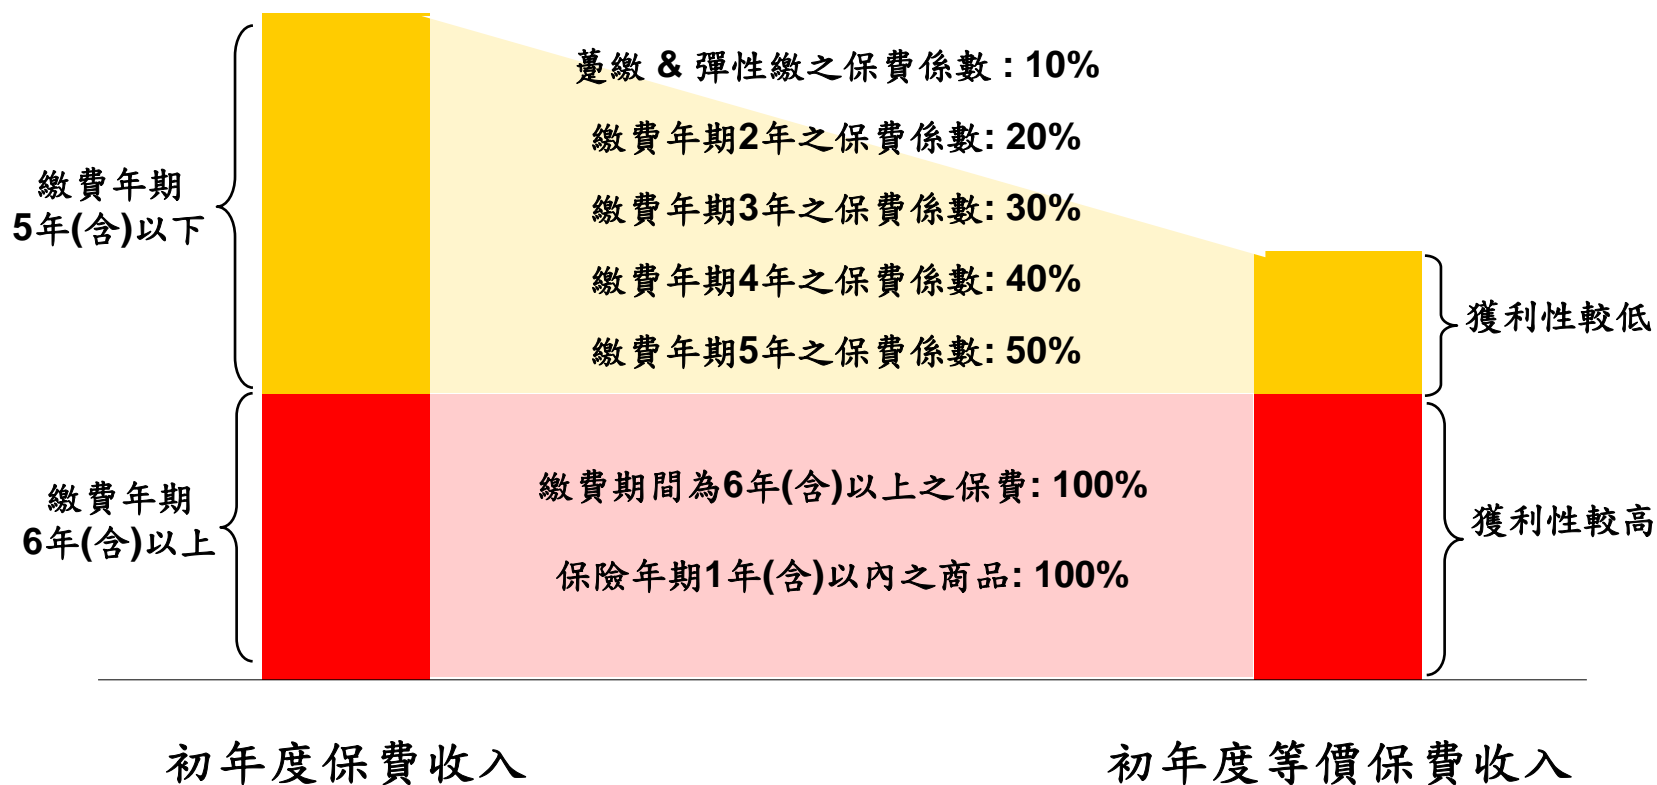 躉繳 & 彈性繳之保費係數 : 10%
繳費年期2年之保費係數: 20%
繳費年期3年之保費係數: 30%
繳費年期4年之保費係數: 40%
繳費年期5年之保費係數: 50%
繳費年期
5年(含)以下
獲利性較低
繳費期間為6年(含)以上之保費: 100%
保險年期1年(含)以內之商品: 100%
繳費年期
6年(含)以上
獲利性較高
初年度保費收入
初年度等價保費收入